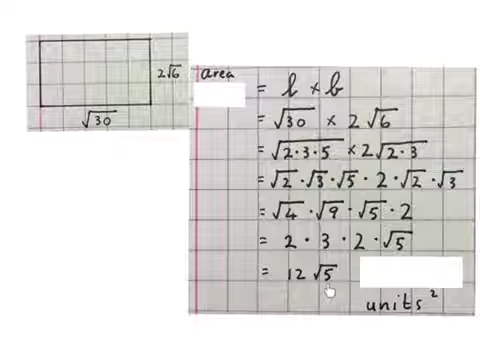 2√6
√30
area
= l × b
= √30 × 2√6
= √2·3·5 × 2√2·3
= √2 · √3 · √5 · 2 · √2 · √3
= √4 · √9 · √5 · 2
= 2 · 3 · 2 · √5
= 12√5
units²